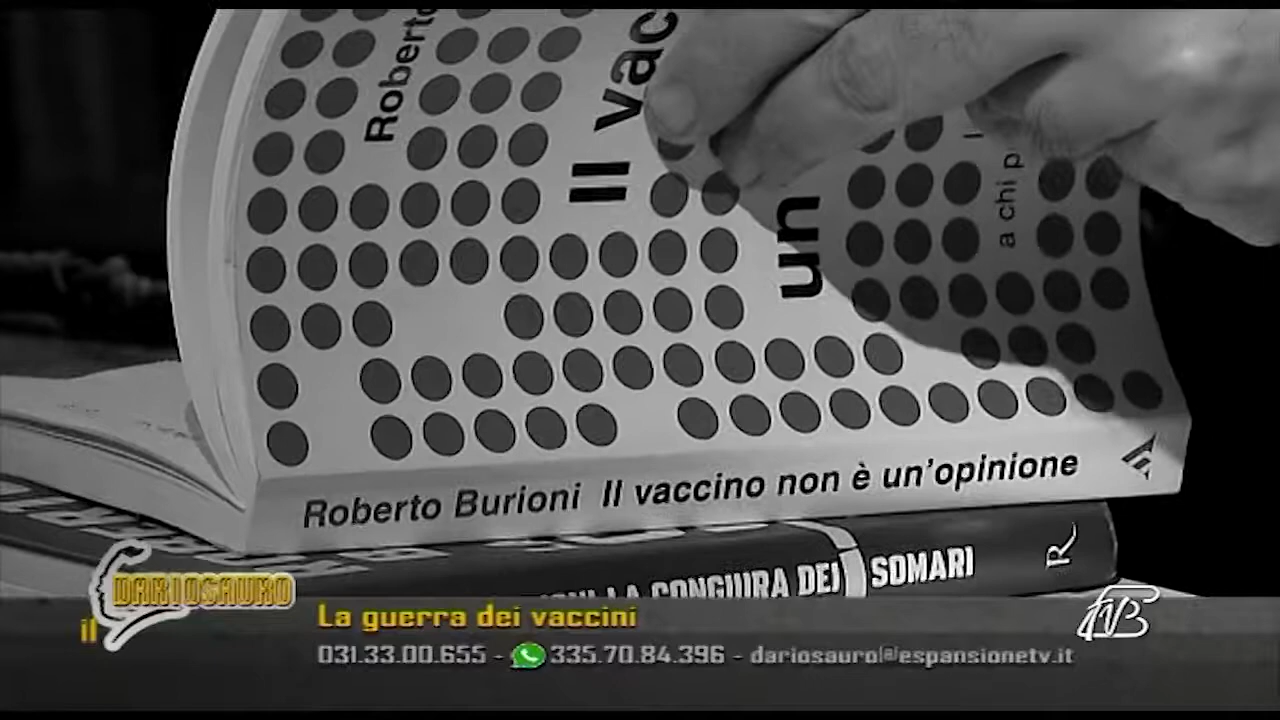 Roberto
Il vac
un
a chi p
Roberto Burioni Il vaccino non è un'opinione
LA CONGIURA DEI SOMARI
R
il DARIOSAURO
La guerra dei vaccini
031.33.00.655 - 335.70.84.396 - dariosauro@espansionetv.it